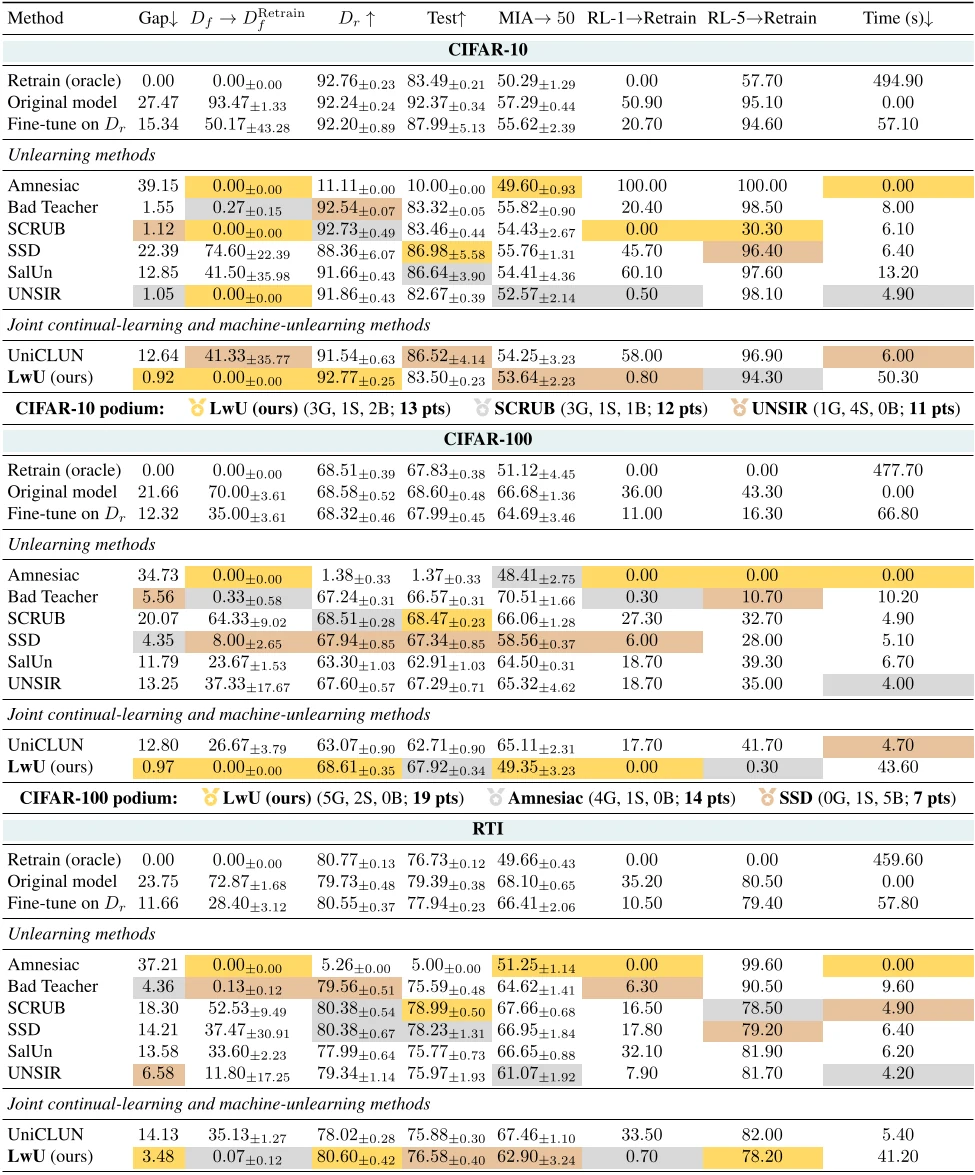 Method Gap↓ D_f → D_f^Retrain D_r ↑ Test↑ MIA→ 50 RL-1→Retrain RL-5→Retrain Time (s)↓
CIFAR-10
Retrain (oracle) 0.00 0.00±0.00 92.76±0.23 83.49±0.21 50.29±1.29 0.00 57.70 494.90
Original model 27.47 93.47±1.33 92.24±0.24 92.37±0.34 57.29±0.44 50.90 95.10 0.00
Fine-tune on D_r 15.34 50.17±43.28 92.20±0.89 87.99±5.13 55.62±2.39 20.70 94.60 57.10
Unlearning methods
Amnesiac 39.15 0.00±0.00 11.11±0.00 10.00±0.00 49.60±0.93 100.00 100.00 0.00
Bad Teacher 1.55 0.27±0.15 92.54±0.07 83.32±0.05 55.82±0.90 20.40 98.50 8.00
SCRUB 1.12 0.00±0.00 92.73±0.49 83.46±0.44 54.43±2.67 0.00 30.30 6.10
SSD 22.39 74.60±22.39 88.36±6.07 86.98±5.58 55.76±1.31 45.70 96.40 6.40
SalUn 12.85 41.50±35.98 91.66±0.43 86.64±3.90 54.41±4.36 60.10 97.60 13.20
UNSIR 1.05 0.00±0.00 91.86±0.43 82.67±0.39 52.57±2.14 0.50 98.10 4.90
Joint continual-learning and machine-unlearning methods
UniCLUN 12.64 41.33±35.77 91.54±0.63 86.52±4.14 54.25±3.23 58.00 96.90 6.00
LwU (ours) 0.92 0.00±0.00 92.77±0.25 83.50±0.23 53.64±2.23 0.80 94.30 50.30
CIFAR-10 podium: LwU (ours) (3G, 1S, 2B; 13 pts) SCRUB (3G, 1S, 1B; 12 pts) UNSIR (1G, 4S, 0B; 11 pts)
CIFAR-100
Retrain (oracle) 0.00 0.00±0.00 68.51±0.39 67.83±0.38 51.12±4.45 0.00 0.00 477.70
Original model 21.66 70.00±3.61 68.58±0.52 68.60±0.48 66.68±1.36 36.00 43.30 0.00
Fine-tune on D_r 12.32 35.00±3.61 68.32±0.46 67.99±0.45 64.69±3.46 11.00 16.30 66.80
Unlearning methods
Amnesiac 34.73 0.00±0.00 1.38±0.33 1.37±0.33 48.41±2.75 0.00 0.00 0.00
Bad Teacher 5.56 0.33±0.58 67.24±0.31 66.57±0.31 70.51±1.66 0.30 10.70 10.20
SCRUB 20.07 64.33±9.02 68.51±0.28 68.47±0.23 66.06±1.28 27.30 32.70 4.90
SSD 4.35 8.00±2.65 67.94±0.85 67.34±0.85 58.56±0.37 6.00 28.00 5.10
SalUn 11.79 23.67±1.53 63.30±1.03 62.91±1.03 64.50±0.31 18.70 39.30 6.70
UNSIR 13.25 37.33±17.67 67.60±0.57 67.29±0.71 65.32±4.62 18.70 35.00 4.00
Joint continual-learning and machine-unlearning methods
UniCLUN 12.80 26.67±3.79 63.07±0.90 62.71±0.90 65.11±2.31 17.70 41.70 4.70
LwU (ours) 0.97 0.00±0.00 68.61±0.35 67.92±0.34 49.35±3.23 0.00 0.30 43.60
CIFAR-100 podium: LwU (ours) (5G, 2S, 0B; 19 pts) Amnesiac (4G, 1S, 0B; 14 pts) SSD (0G, 1S, 5B; 7 pts)
RTI
Retrain (oracle) 0.00 0.00±0.00 80.77±0.13 76.73±0.12 49.66±0.43 0.00 0.00 459.60
Original model 23.75 72.87±1.68 79.73±0.48 79.39±0.38 68.10±0.65 35.20 80.50 0.00
Fine-tune on D_r 11.66 28.40±3.12 80.55±0.37 77.94±0.23 66.41±2.06 10.50 79.40 57.80
Unlearning methods
Amnesiac 37.21 0.00±0.00 5.26±0.00 5.00±0.00 51.25±1.14 0.00 99.60 0.00
Bad Teacher 4.36 0.13±0.12 79.56±0.51 75.59±0.48 64.62±1.41 6.30 90.50 9.60
SCRUB 18.30 52.53±9.49 80.38±0.54 78.99±0.50 67.66±0.68 16.50 78.50 4.90
SSD 14.21 37.47±30.91 80.38±0.67 78.23±1.31 66.95±1.84 17.80 79.20 6.40
SalUn 13.58 33.60±2.23 77.99±0.64 75.77±0.73 66.65±0.88 32.10 81.90 6.20
UNSIR 6.58 11.80±17.25 79.34±1.14 75.97±1.93 61.07±1.92 7.90 81.70 4.20
Joint continual-learning and machine-unlearning methods
UniCLUN 14.13 35.13±1.27 78.02±0.28 75.88±0.30 67.46±1.10 33.50 82.00 5.40
LwU (ours) 3.48 0.07±0.12 80.60±0.42 76.58±0.40 62.90±3.24 0.70 78.20 41.20